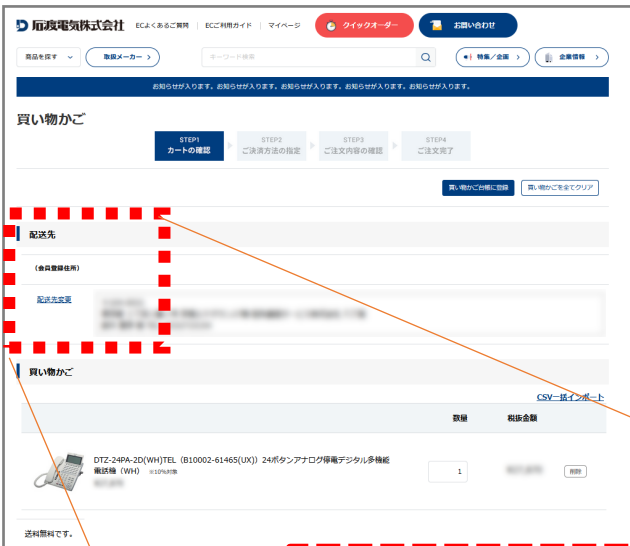 戸渡電気株式会社 ECよくあるご質問 ECご利用ガイド マイページ クイックオーダー お問い合わせ
商品を探す 取扱メーカー キーワード検索 特集/企画 企業情報
お知らせが入ります。お知らせが入ります。お知らせが入ります。お知らせが入ります。お知らせが入ります。
買い物かご
STEP1 STEP2 STEP3 STEP4
カートの確認 ご決済方法の指定 ご注文内容の確認 ご注文完了
買い物かご台帳に登録 買い物かごを全てクリア
配送先
(会員登録住所)
配送先変更
買い物かご
CSV一括インポート
数量 税抜金額
DTZ-24PA-2D(WH)TEL (B10002-61465(UX)) 24ボタンアナログ停電デジタル多機能
電話機 (WH) ※10%対象
1 削除
送料無料です。